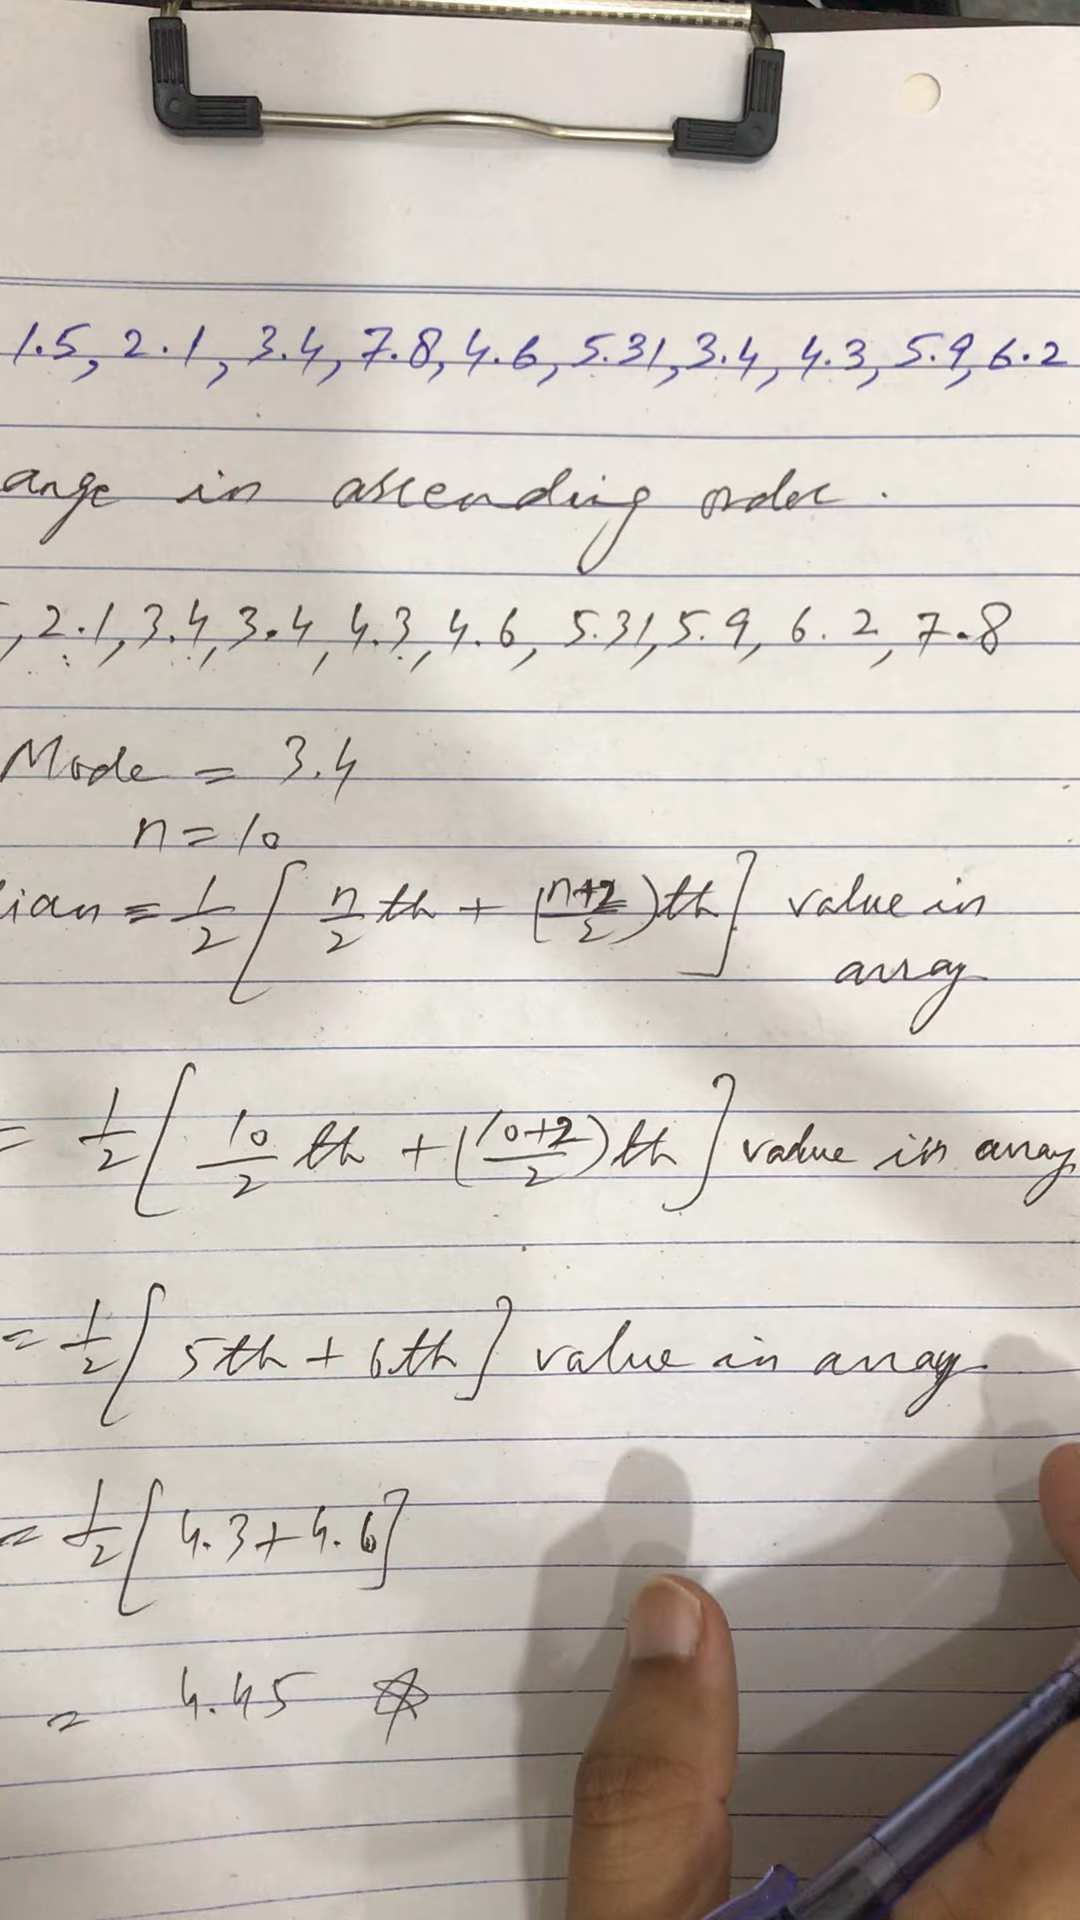 1.5, 2.1, 3.4, 7.8, 4.6, 5.31, 3.4, 4.3, 5.9, 6.2
ange in ascending order.
, 2.1, 3.4, 3.4, 4.3, 4.6, 5.31, 5.9, 6.2, 7.8
Mode = 3.4
n = 10
ian = 1/2 [ n/2 th + (n+2/2)th ] value in
array
= 1/2 [ 10/2 th + (10+2/2)th ] value in array
= 1/2 [ 5th + 6th ] value in array
= 1/2 [ 4.3 + 4.6 ]
= 4.45